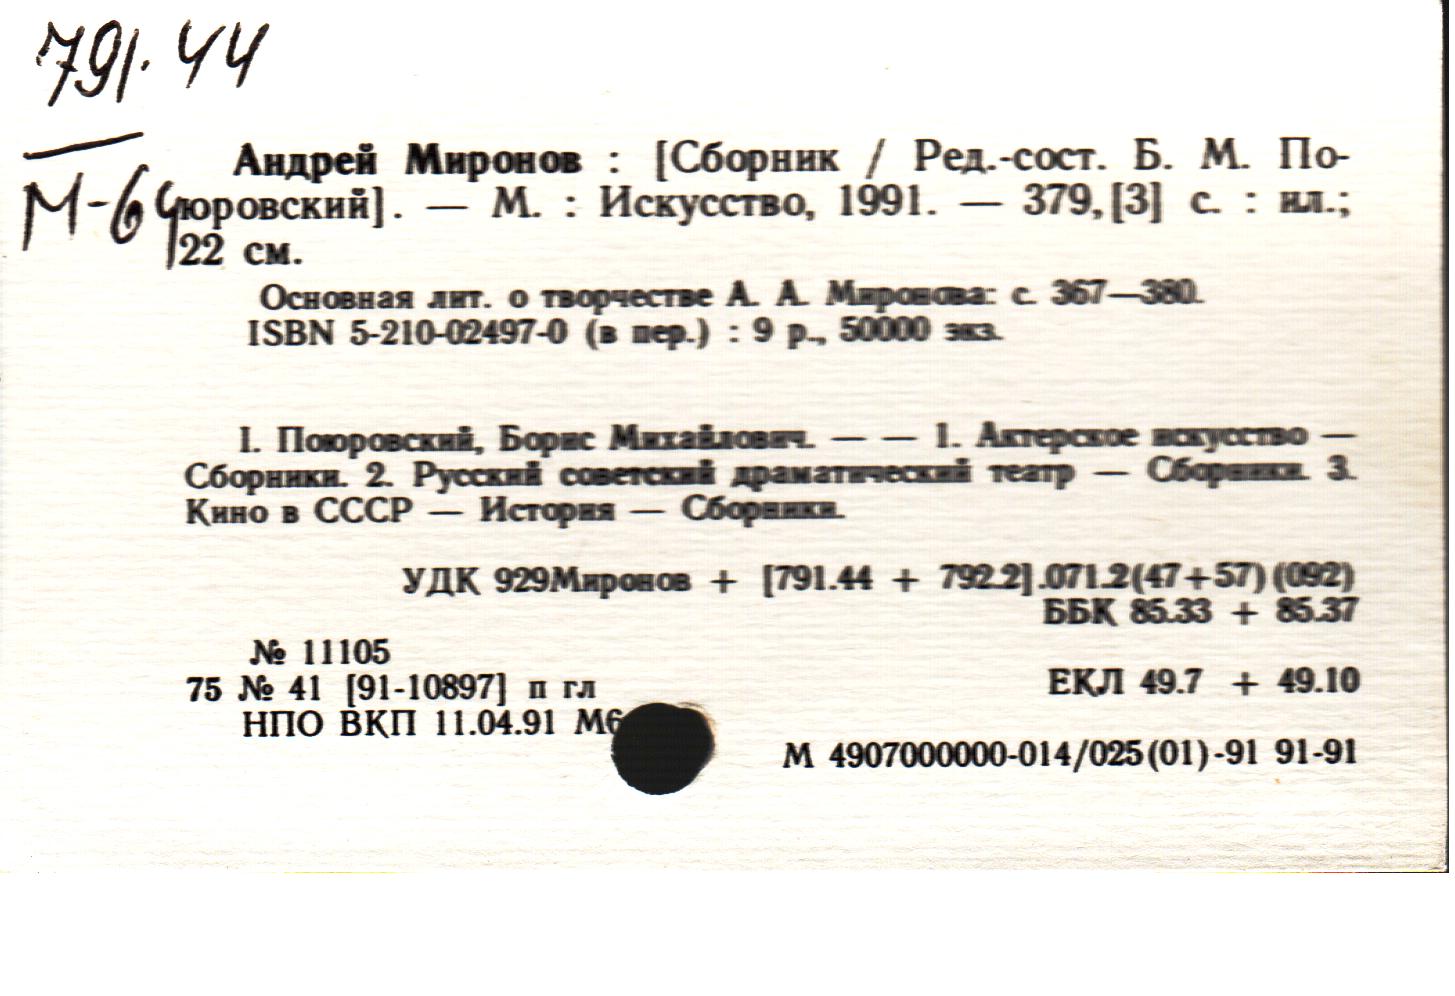 791.44
М-64
Андрей Миронов : [Сборник / Ред.-сост. Б. М. По-
юровский]. — М. : Искусство, 1991. — 379, [3] с. : ил.;
22 см.
Основная лит. о творчестве А. А. Миронова: с. 367—380.
ISBN 5-210-02497-0 (в пер.) : 9 р., 50000 экз.
I. Поюровский, Борис Михайлович. — — 1. Актерское искусство —
Сборники. 2. Русский советский драматический театр — Сборники. 3.
Кино в СССР — История — Сборники.
УДК 929Миронов + [791.44 + 792.2].071.2(47+57)(092)
ББК 85.33 + 85.37
№ 11105
75 № 41 [91-10897] п гл
ЕКЛ 49.7 + 49.10
НПО ВКП 11.04.91 М6
М 4907000000-014/025(01)-91 91-91